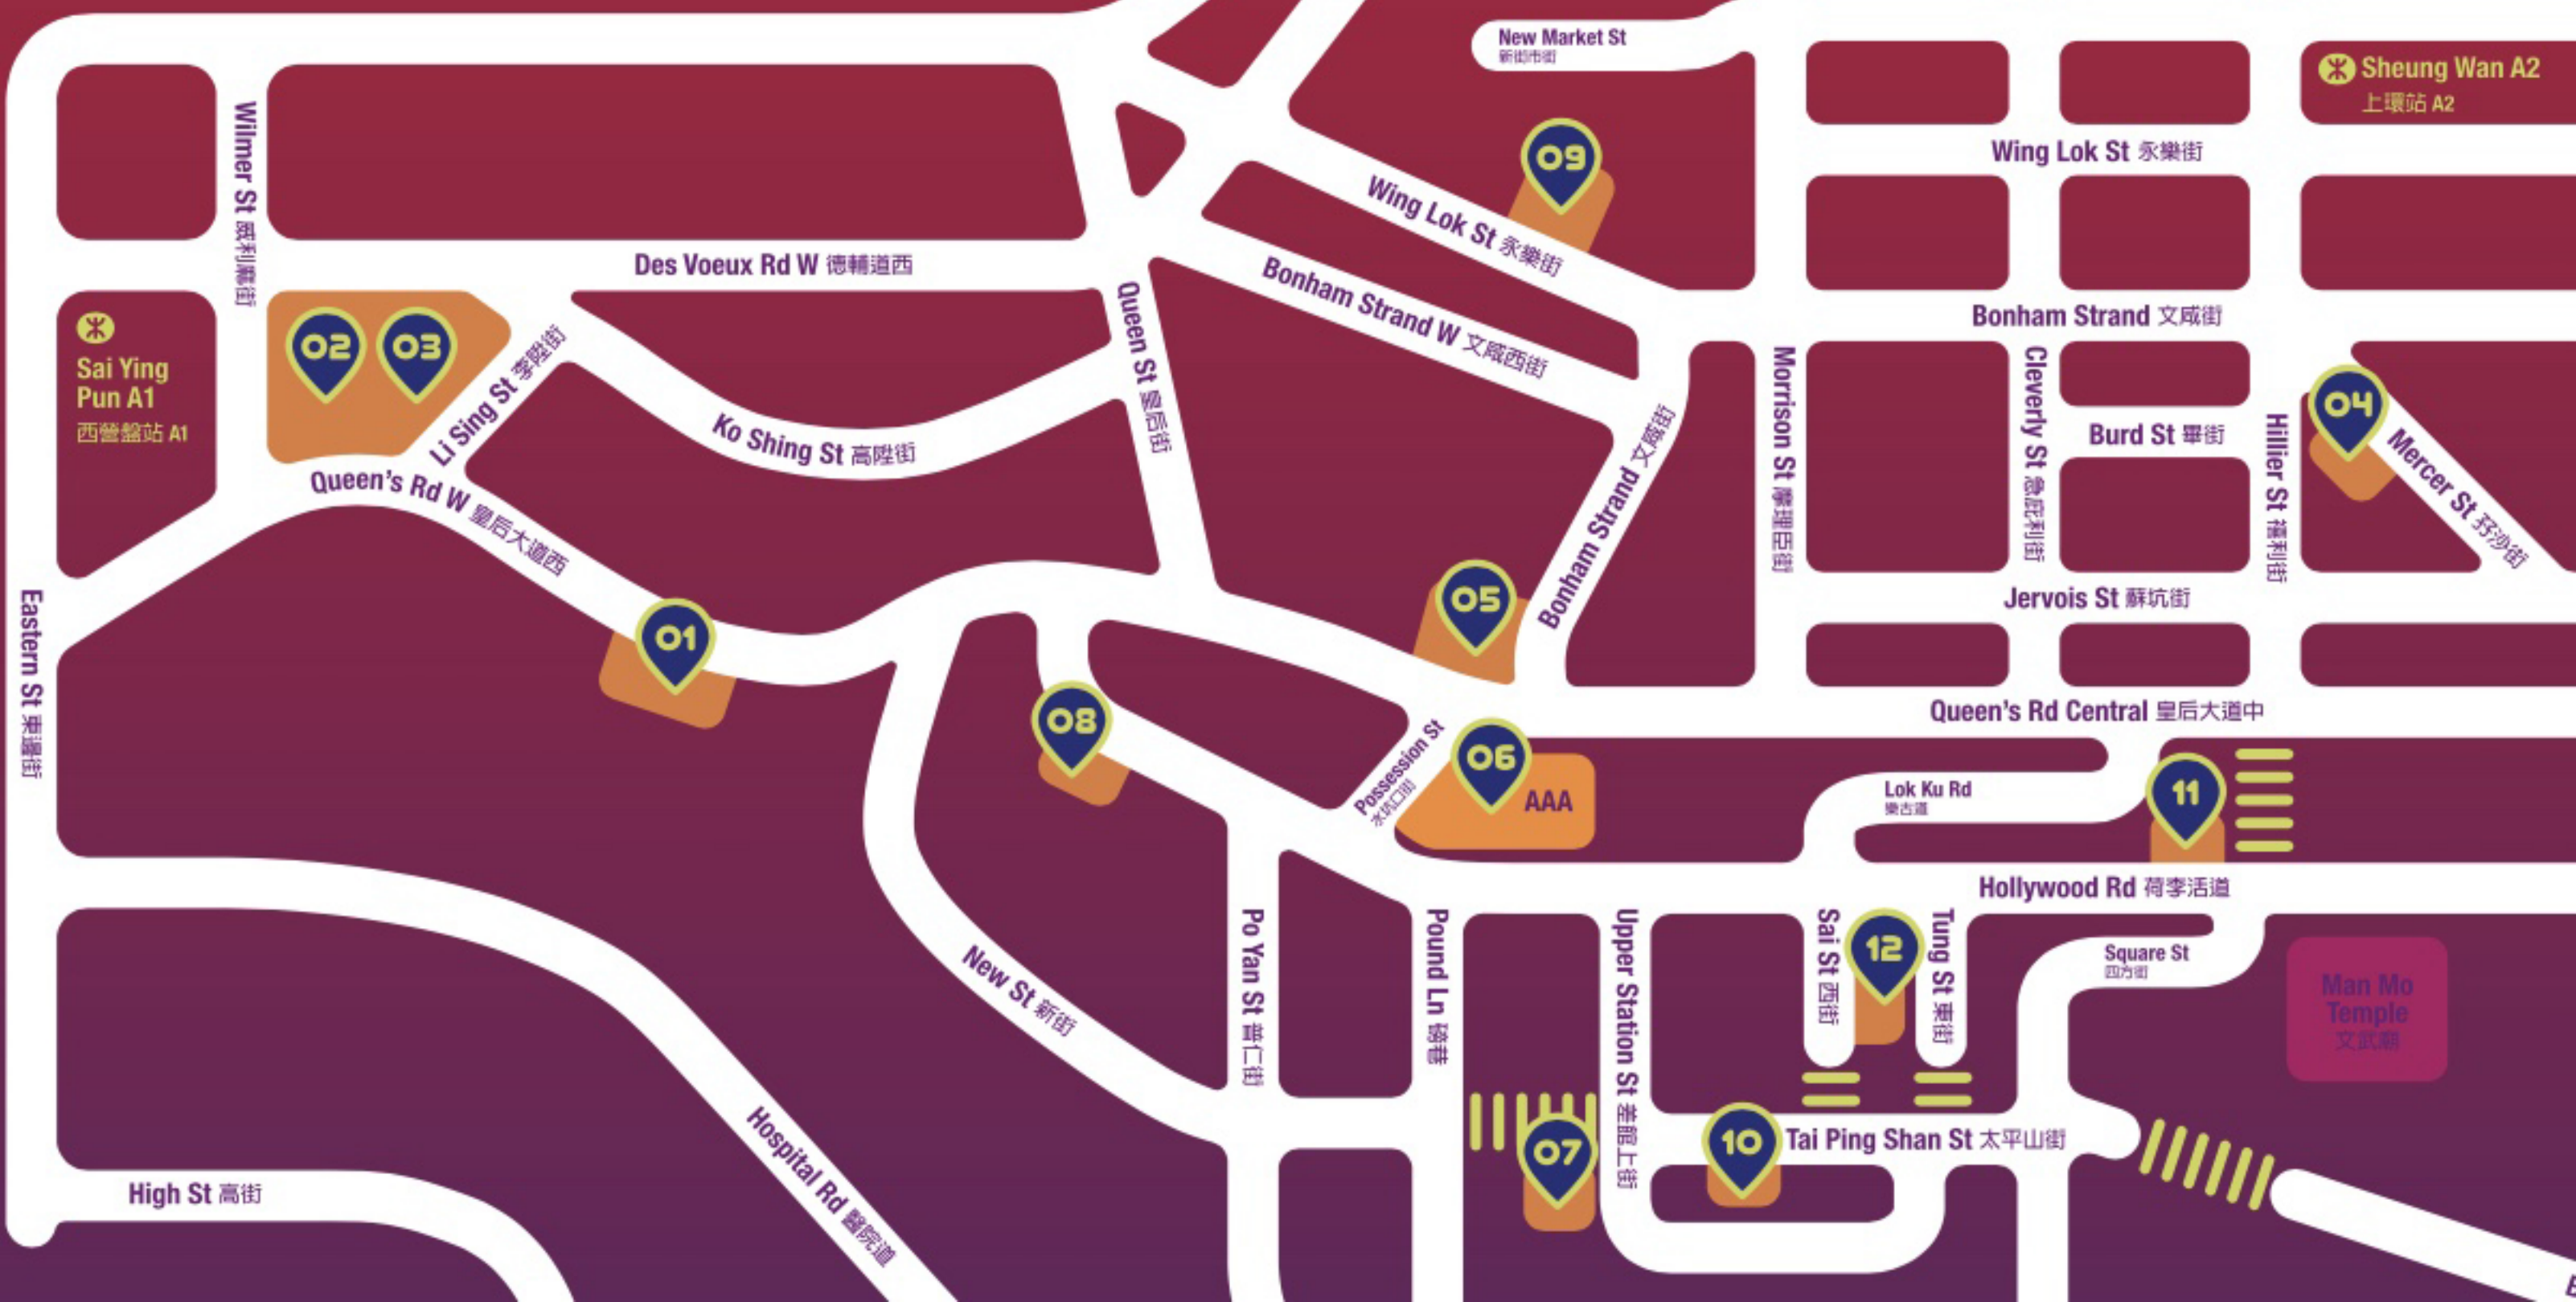 New Market St
新街市街
Sheung Wan A2
上環站 A2
Wilmer St 威利麻街
09
Wing Lok St 永樂街
Wing Lok St 永樂街
Des Voeux Rd W 德輔道西
Bonham Strand W 文咸西街
Bonham Strand 文咸街
Queen St 皇后街
Sai Ying
Pun A1
西營盤站 A1
02
03
Li Sing St 李陞街
Ko Shing St 高陞街
Queen's Rd W 皇后大道西
Morrison St 摩理臣街
Cleverly St 急庇利街
Burd St 畢街
Hillier St 禧利街
04
Mercer St 孖沙街
Bonham Strand 文咸街
Jervois St 蘇杭街
Eastern St 東邊街
01
05
08
Possession St
水坑口街
06
AAA
Queen's Rd Central 皇后大道中
Lok Ku Rd
樂古道
11
Hollywood Rd 荷李活道
New St 新街
Po Yan St 普仁街
Pound Ln 磅巷
Upper Station St 差館上街
Sai St 西街
12
Tung St 東街
Square St
四方街
Man Mo
Temple
文武廟
07
10
Tai Ping Shan St 太平山街
High St 高街
Hospital Rd 醫院道